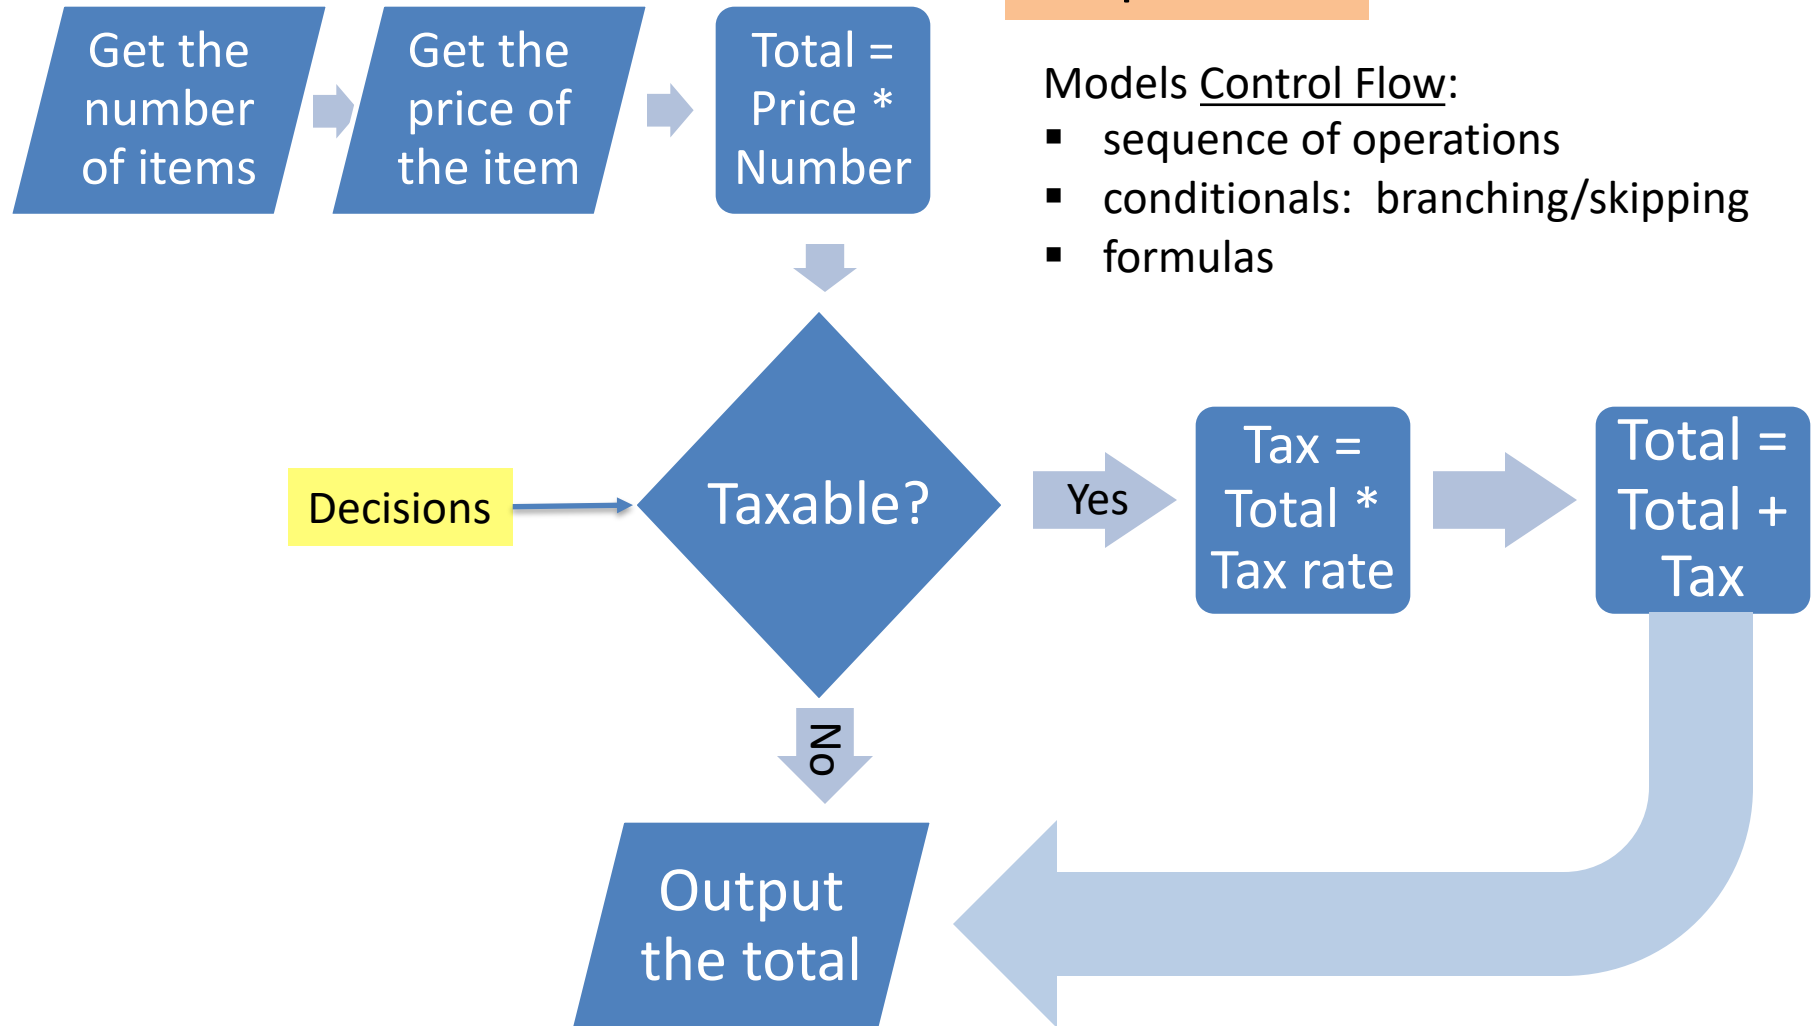 Get the
number
of items
Get the
price of
the item
Total =
Price *
Number
Models Control Flow:
▪ sequence of operations
▪ conditionals: branching/skipping
▪ formulas
Decisions
Taxable?
Yes
Tax =
Total *
Tax rate
Total =
Total +
Tax
No
Output
the total